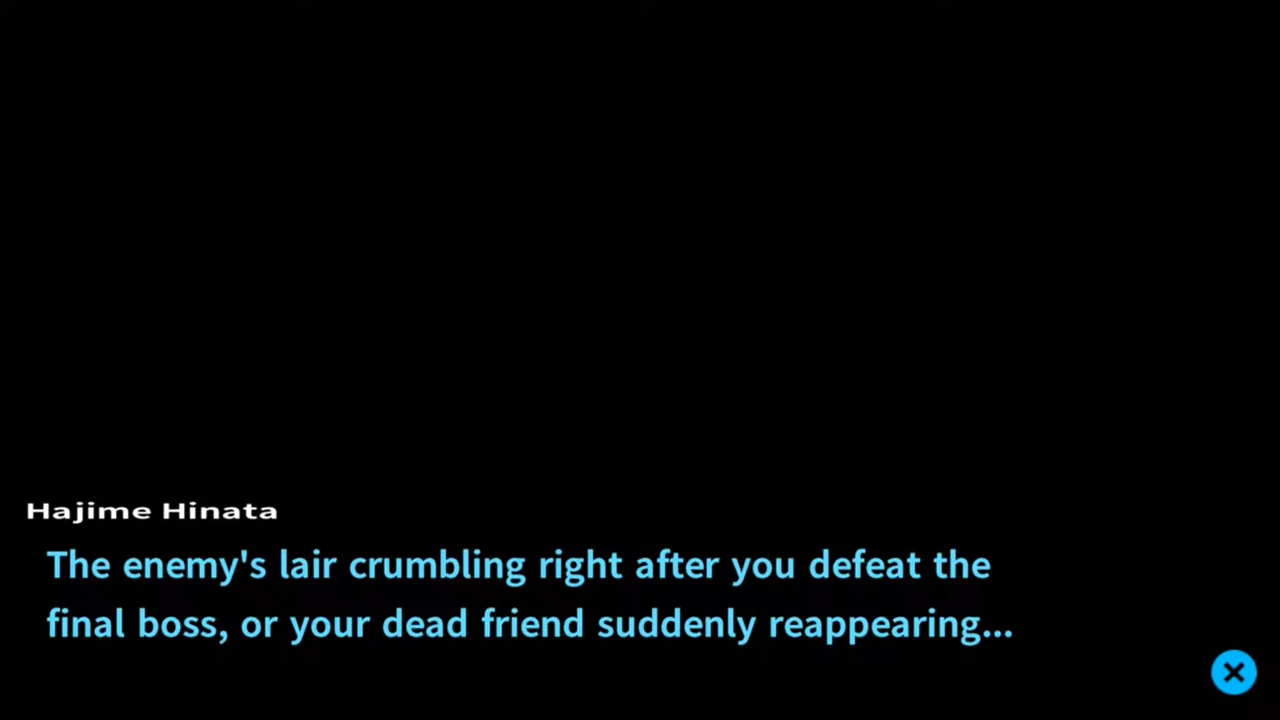 Hajime Hinata
The enemy's lair crumbling right after you defeat the
final boss, or your dead friend suddenly reappearing...